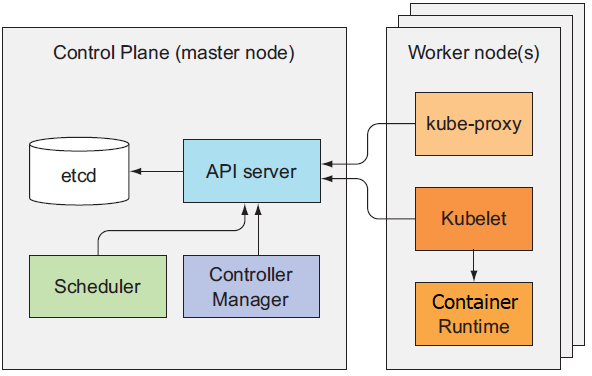 Control Plane (master node)
etcd
API server
Scheduler
Controller
Manager
Worker node(s)
kube-proxy
Kubelet
Container
Runtime